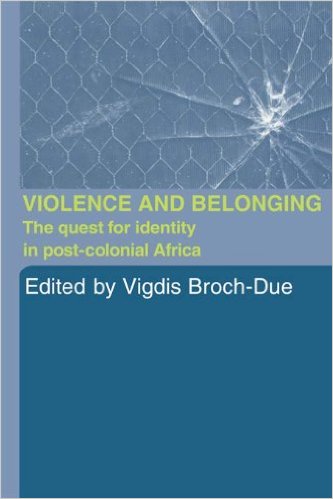 VIOLENCE AND BELONGING
The quest for identity
in post-colonial Africa
Edited by Vigdis Broch-Due